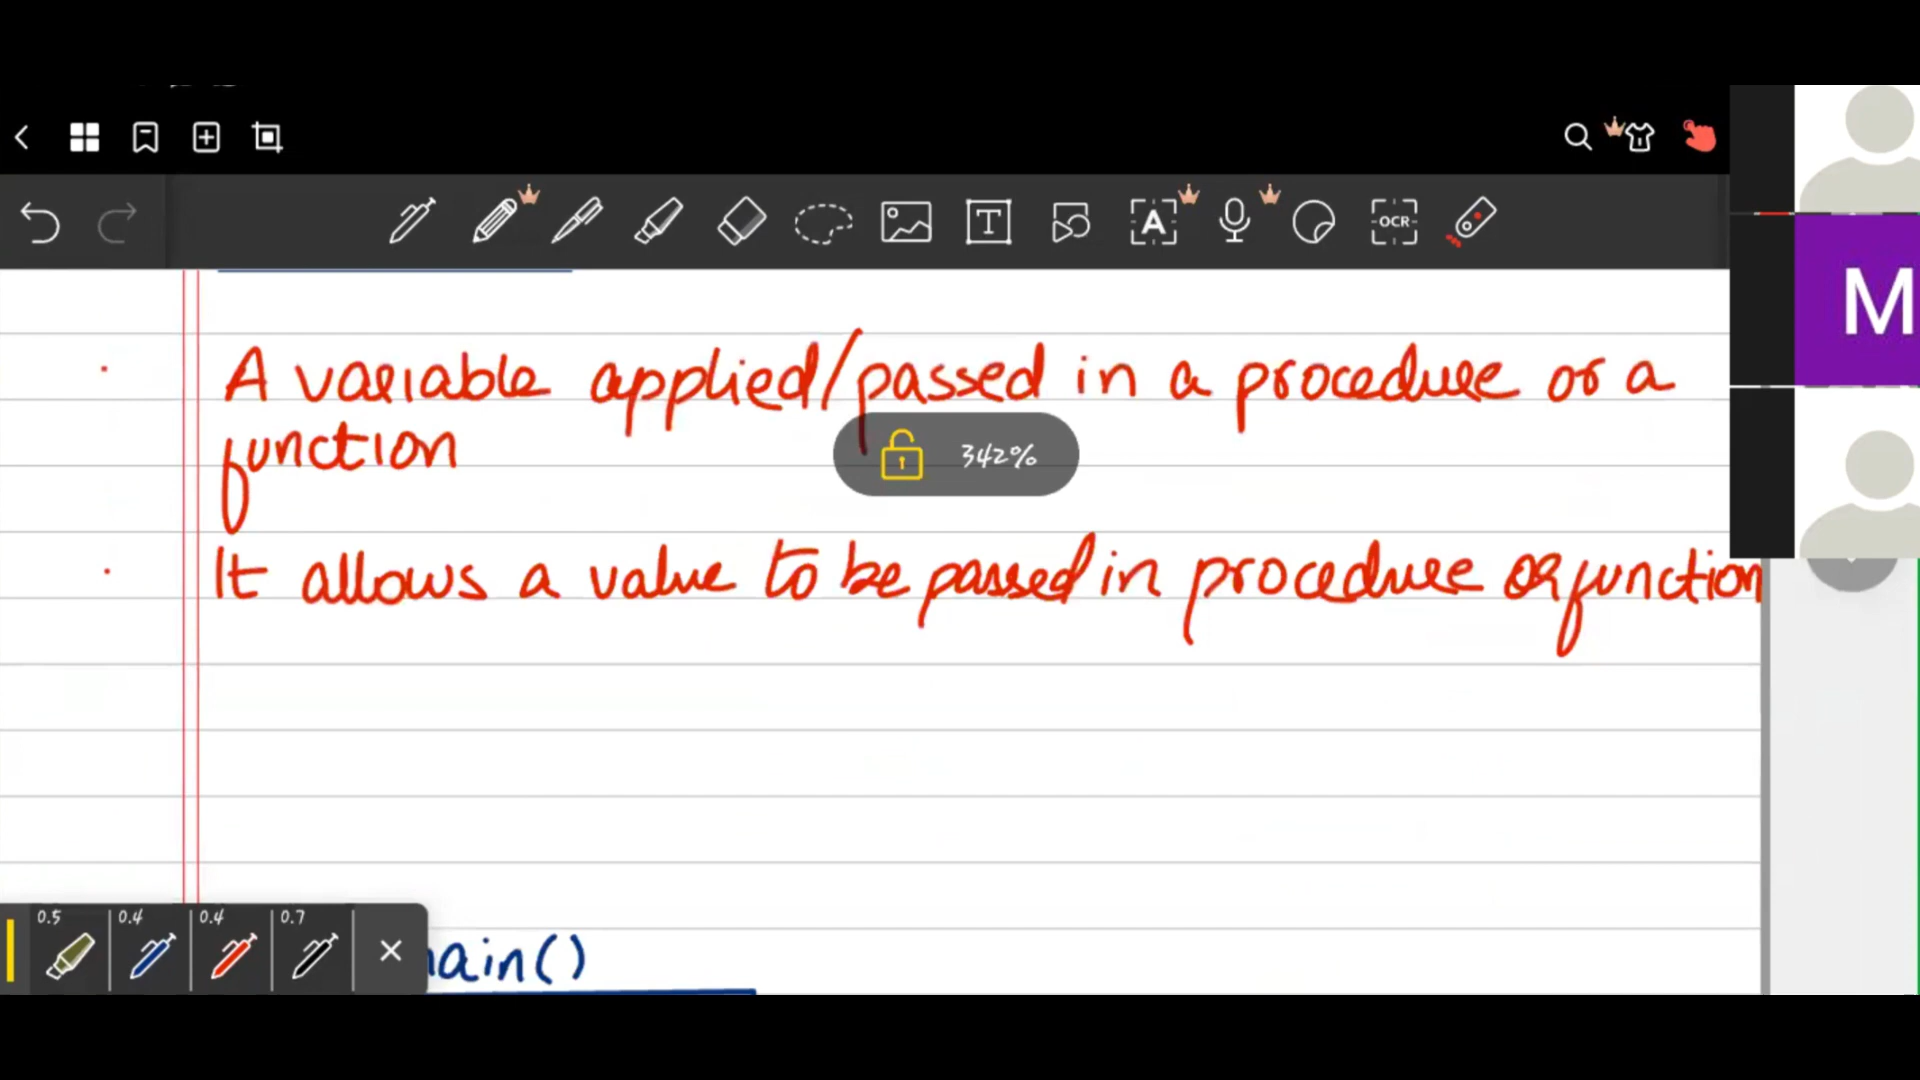 A
OCR
M
A variable applied/passed in a procedure or a
function
342%
It allows a value to be passed in procedure or function
0.5 0.4 0.4 0.7
ain()